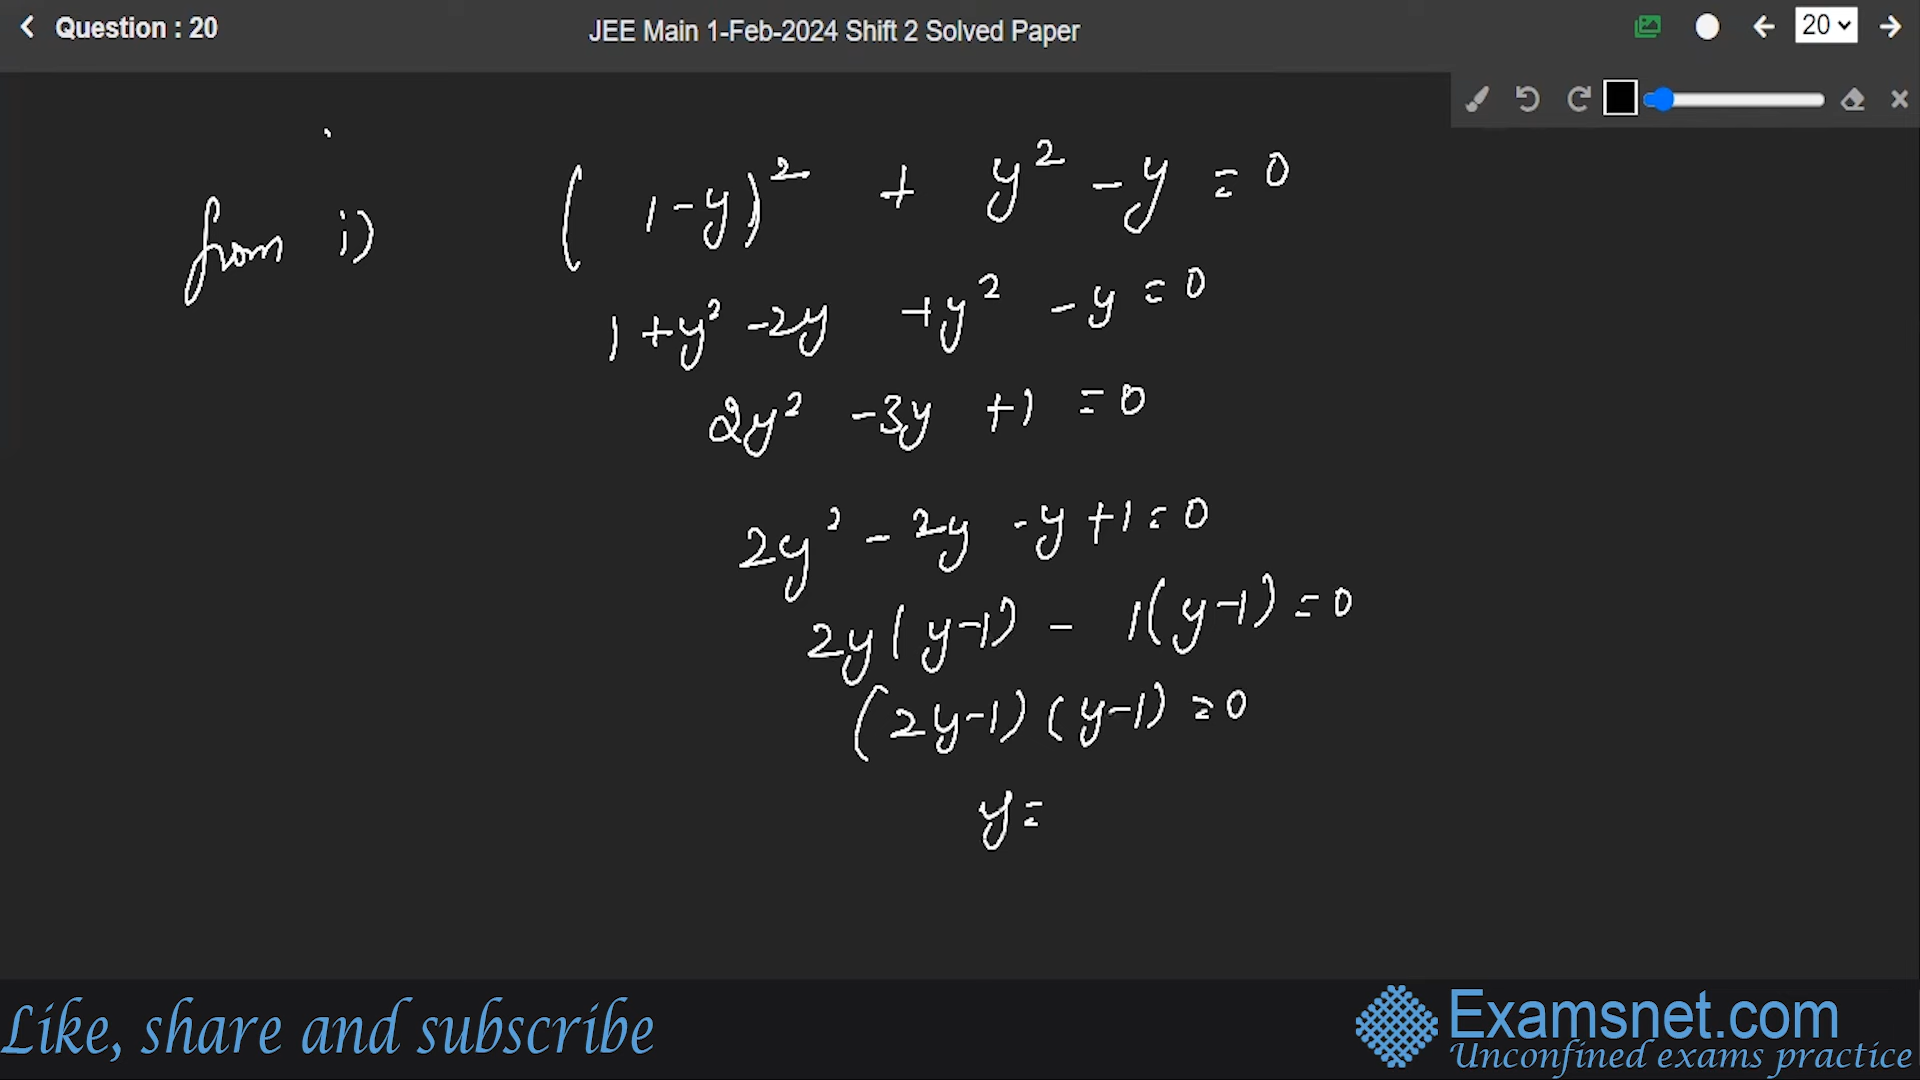 Question : 20
JEE Main 1-Feb-2024 Shift 2 Solved Paper
20
from i) (1-y)² + y² - y = 0
1 + y² - 2y + y² - y = 0
2y² - 3y + 1 = 0
2y² - 2y - y + 1 = 0
2y(y-1) - 1(y-1) = 0
(2y-1)(y-1) = 0
y =
Like, share and subscribe
Examsnet.com
Unconfined exams practice